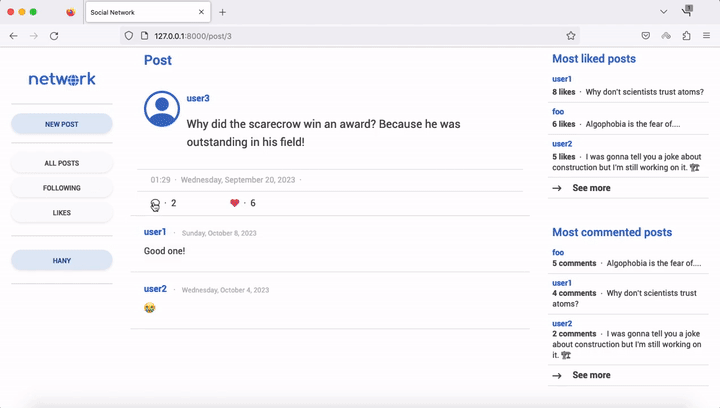 Social Network
127.0.0.1:8000/post/3
network
NEW POST
ALL POSTS
FOLLOWING
LIKES
HANY
Post
user3
Why did the scarecrow win an award? Because he was
outstanding in his field!
01:29 · Wednesday, September 20, 2023 ·
· 2 · 6
user1 · Sunday, October 8, 2023
Good one!
user2 · Wednesday, October 4, 2023
😂
Most liked posts
user1
8 likes · Why don't scientists trust atoms?
foo
6 likes · Algophobia is the fear of....
user2
5 likes · I was gonna tell you a joke about
construction but I'm still working on it. 🏗
→ See more
Most commented posts
foo
5 comments · Algophobia is the fear of....
user1
4 comments · Why don't scientists trust
atoms?
user2
2 comments · I was gonna tell you a joke
about construction but I'm still working on
it. 🏗
→ See more